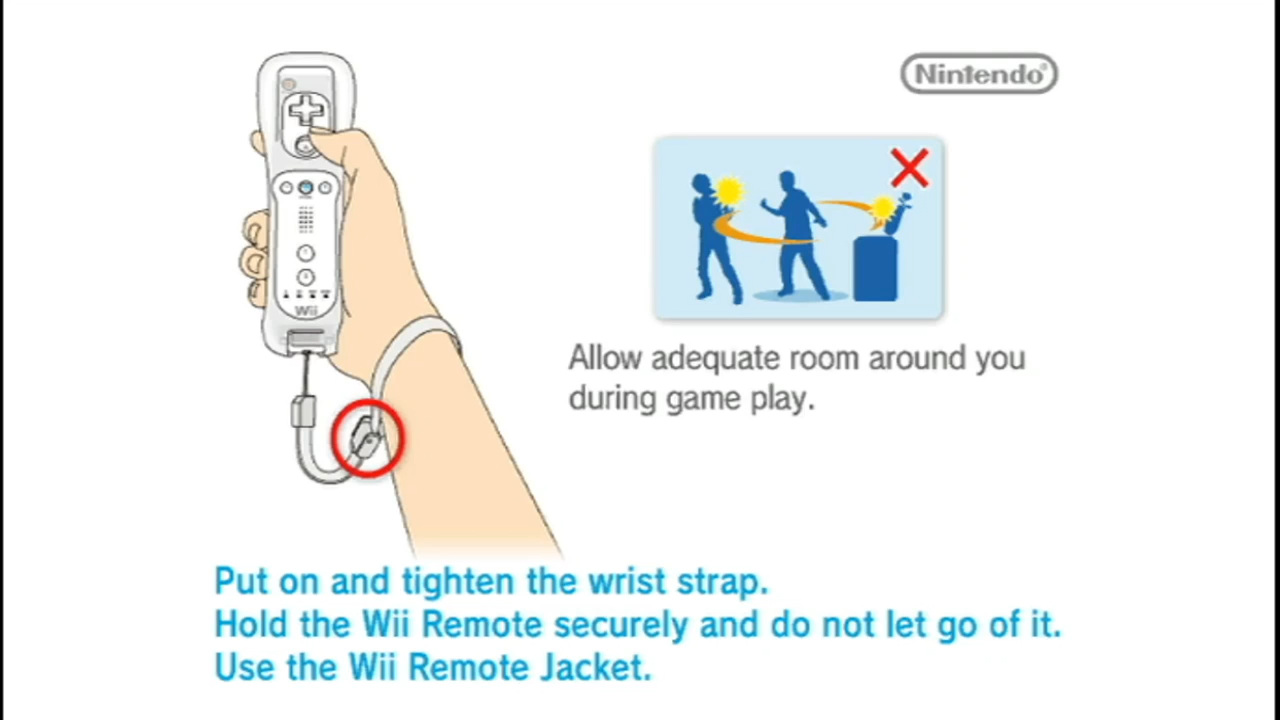 Nintendo®
Allow adequate room around you
during game play.
Wii
Put on and tighten the wrist strap.
Hold the Wii Remote securely and do not let go of it.
Use the Wii Remote Jacket.